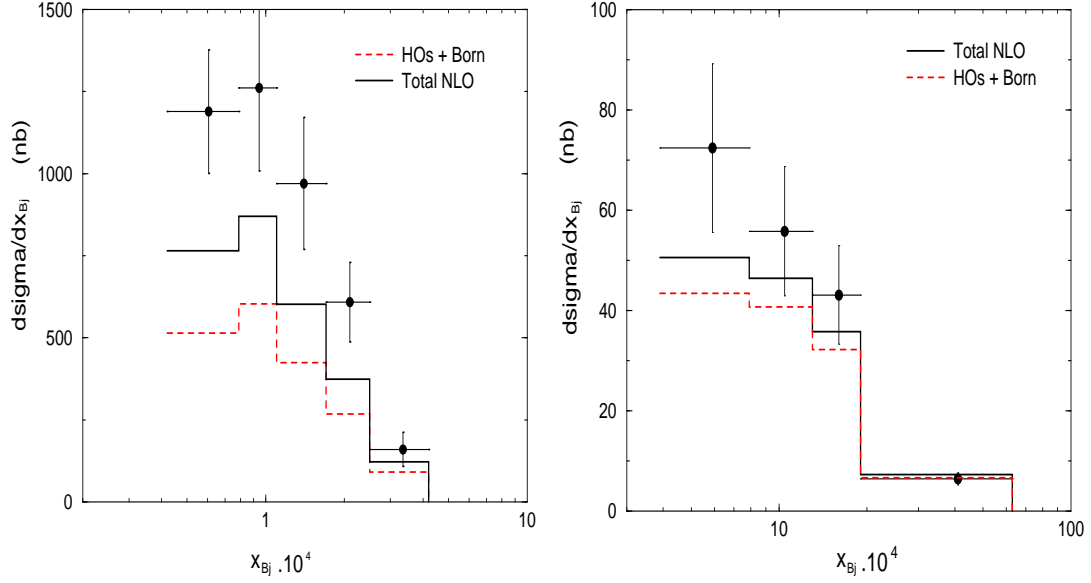 1500
1000
500
0
dsigma/dx_Bj (nb)
HOs + Born
Total NLO
1
10
x_Bj .10^4
100
80
60
40
20
0
dsigma/dx_Bj (nb)
Total NLO
HOs + Born
10
100
x_Bj .10^4